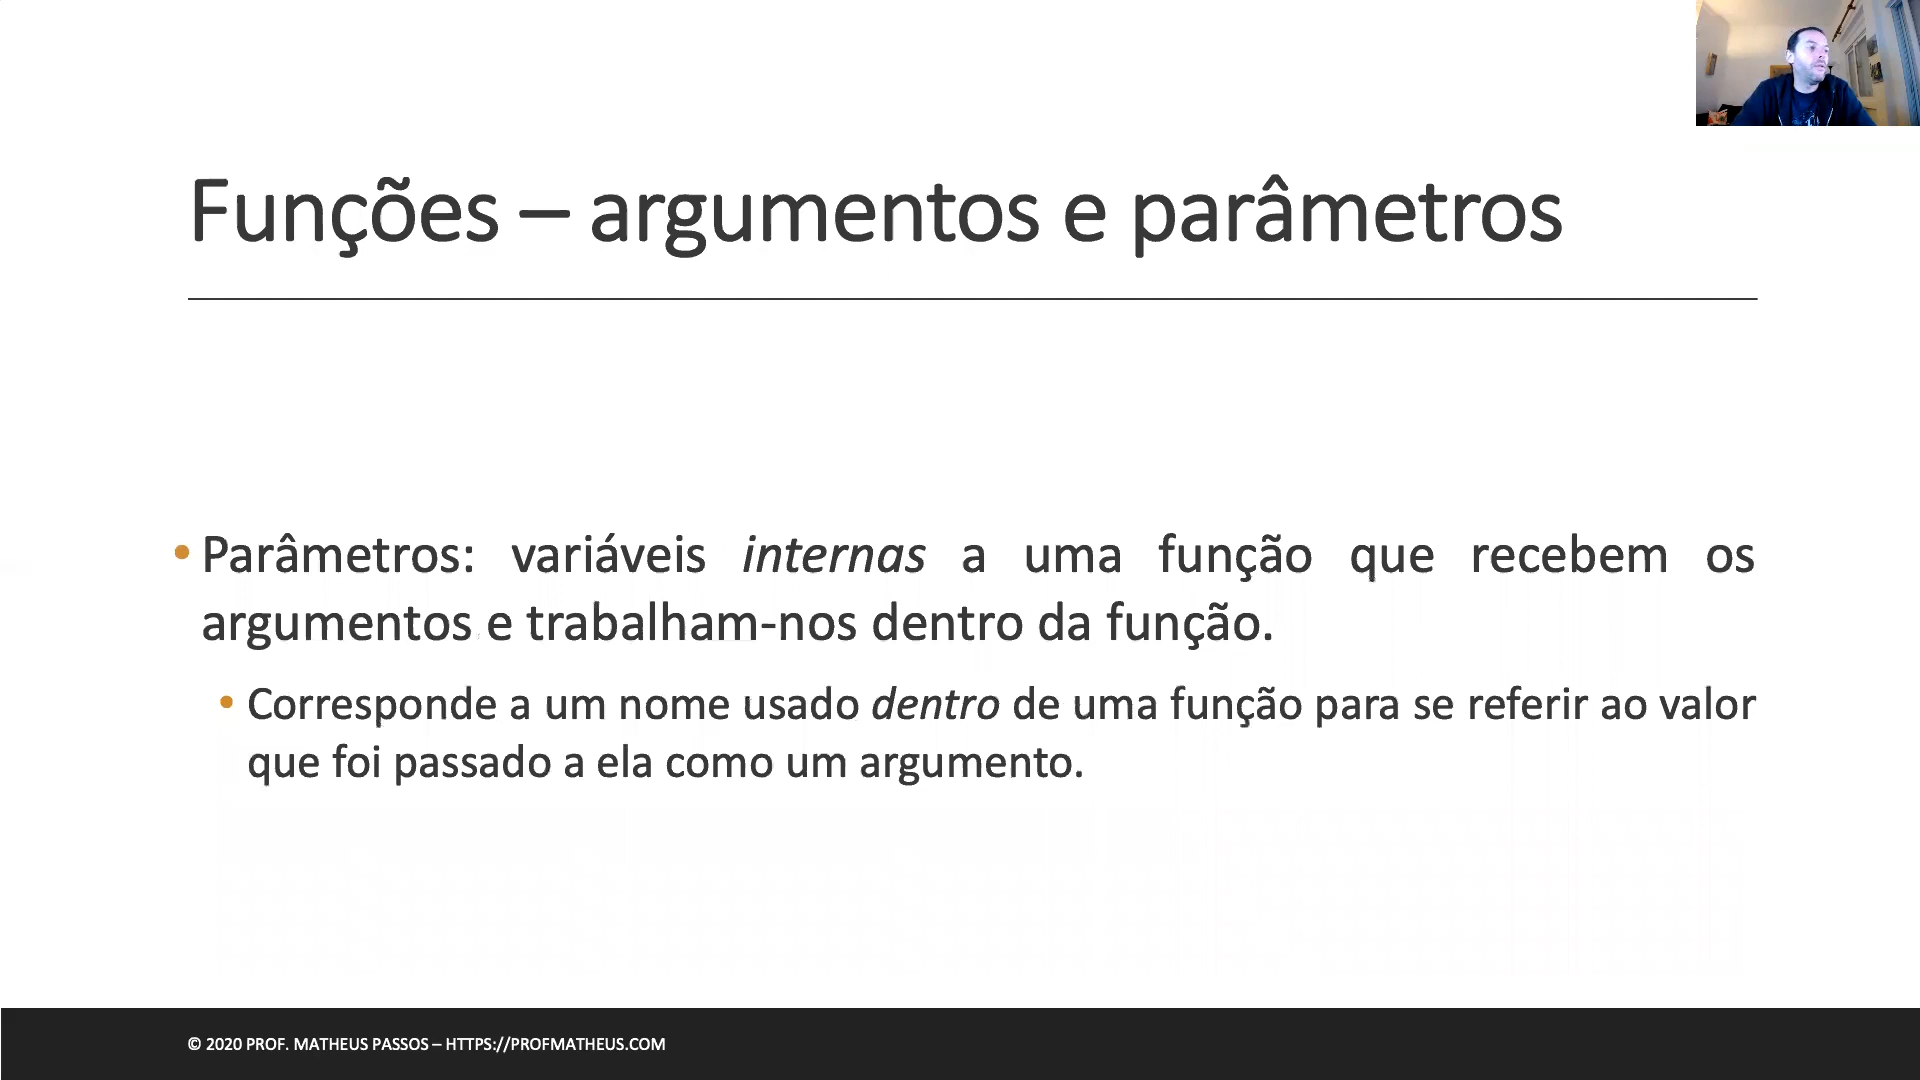 Funções – argumentos e parâmetros
• Parâmetros: variáveis internas a uma função que recebem os
argumentos e trabalham-nos dentro da função.
• Corresponde a um nome usado dentro de uma função para se referir ao valor
que foi passado a ela como um argumento.
© 2020 PROF. MATHEUS PASSOS – HTTPS://PROFMATHEUS.COM